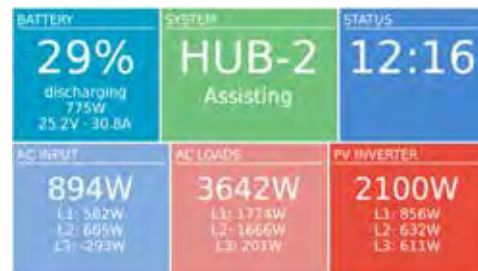 BATTERY
29%
discharging
775W
25.2V - 30.8A
SYSTEM
HUB-2
Assisting
STATUS
12:16
AC INPUT
894W
L1: 582W
L2: 605W
L3: -293W
AC LOADS
3642W
L1: 1774W
L2: 1666W
L3: 201W
PV INVERTER
2100W
L1: 856W
L2: 632W
L3: 611W